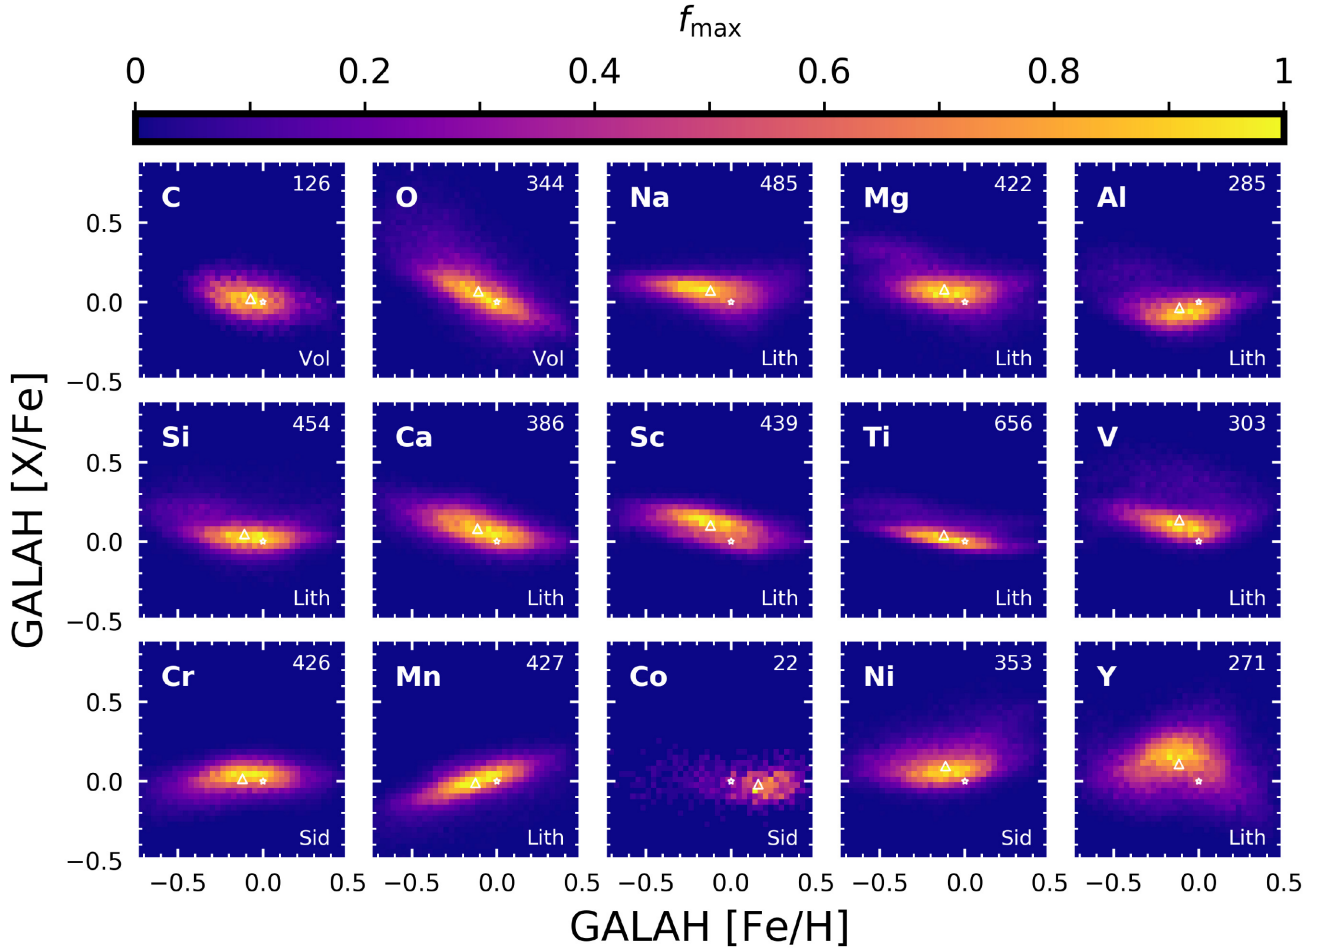 f_max
0 0.2 0.4 0.6 0.8 1
C 126 O 344 Na 485 Mg 422 Al 285
0.5
0.0
Vol Vol Lith Lith Lith
−0.5
Si 454 Ca 386 Sc 439 Ti 656 V 303
0.5
0.0
Lith Lith Lith Lith Lith
−0.5
Cr 426 Mn 427 Co 22 Ni 353 Y 271
0.5
0.0
Sid Lith Sid Sid Lith
−0.5
−0.5 0.0 0.5 −0.5 0.0 0.5 −0.5 0.0 0.5 −0.5 0.0 0.5 −0.5 0.0 0.5
GALAH [X/Fe]
GALAH [Fe/H]